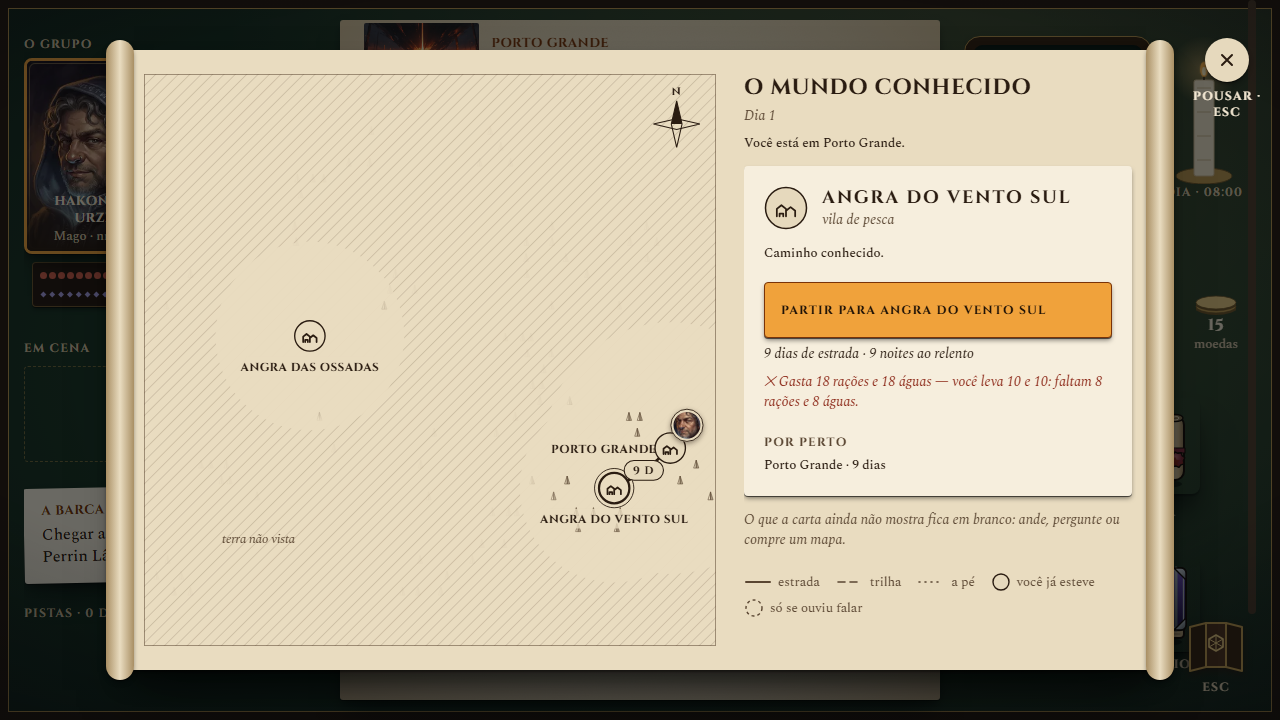 O GRUPO
HAKON
URZ
Mago · n
EM CENA
A BARCA
Chegar a
Perrin Lâ
PISTAS · 0 D
PORTO GRANDE
N
ANGRA DAS OSSADAS
PORTO GRANDE
9 D
ANGRA DO VENTO SUL
terra não vista
O MUNDO CONHECIDO
Dia 1
Você está em Porto Grande.
ANGRA DO VENTO SUL
vila de pesca
Caminho conhecido.
PARTIR PARA ANGRA DO VENTO SUL
9 dias de estrada · 9 noites ao relento
Gasta 18 rações e 18 águas — você leva 10 e 10: faltam 8
rações e 8 águas.
POR PERTO
Porto Grande · 9 dias
O que a carta ainda não mostra fica em branco: ande, pergunte ou
compre um mapa.
estrada trilha a pé você já esteve
só se ouviu falar
POUSAR ·
ESC
DIA · 08:00
15
moedas
IO
ESC